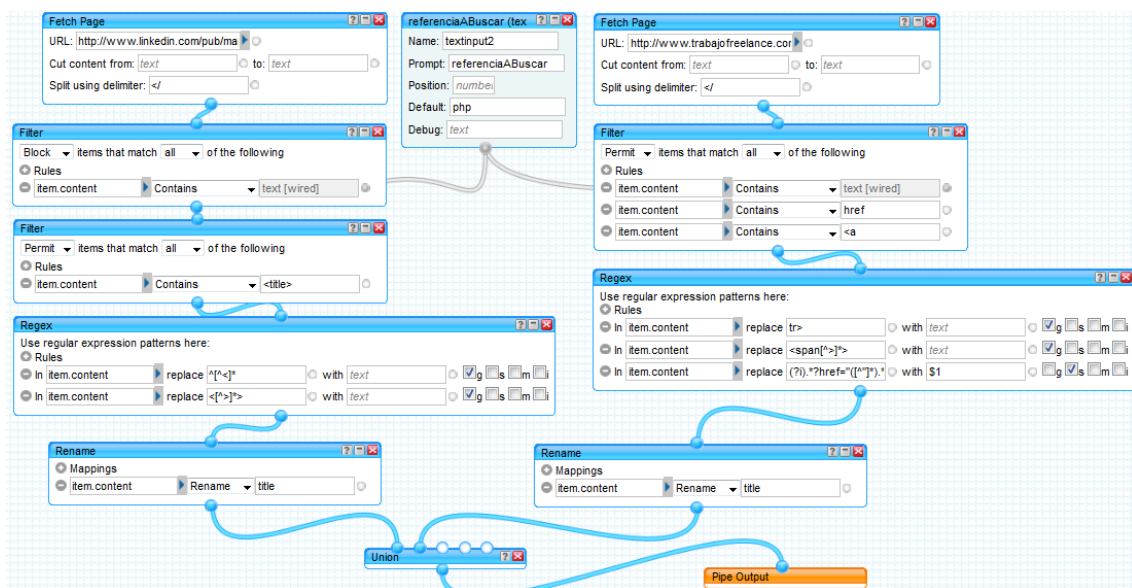 Fetch Page
URL: http://www.linkedin.com/pub/ma
Cut content from: text to: text
Split using delimiter: </
referenciaABuscar (tex
Name: textinput2
Prompt: referenciaABuscar
Position: number
Default: php
Debug: text
Fetch Page
URL: http://www.trabajofreelance.cor
Cut content from: text to: text
Split using delimiter: </
Filter
Block items that match all of the following
Rules
item.content Contains text [wired]
Filter
Permit items that match all of the following
Rules
item.content Contains text [wired]
item.content Contains href
item.content Contains <a
Filter
Permit items that match all of the following
Rules
item.content Contains <title>
Regex
Use regular expression patterns here:
Rules
In item.content replace ^[^<]* with text g s m i
In item.content replace <[^>]*> with text g s m i
Regex
Use regular expression patterns here:
Rules
In item.content replace tr> with text g s m i
In item.content replace <span[^>]*> with text g s m i
In item.content replace (?i).*?href="([^"]*).* with $1 g s m i
Rename
Mappings
item.content Rename title
Rename
Mappings
item.content Rename title
Union
Pipe Output